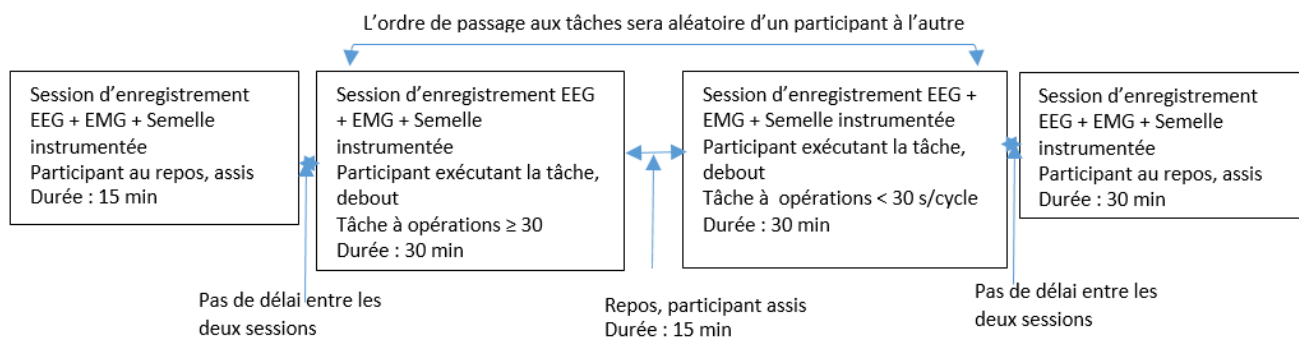 L'ordre de passage aux tâches sera aléatoire d'un participant à l'autre
Session d'enregistrement
EEG + EMG + Semelle
instrumentée
Participant au repos, assis
Durée : 15 min
Session d'enregistrement EEG
+ EMG + Semelle
instrumentée
Participant exécutant la tâche,
debout
Tâche à opérations ≥ 30
Durée : 30 min
Session d'enregistrement EEG +
EMG + Semelle instrumentée
Participant exécutant la tâche,
debout
Tâche à opérations < 30 s/cycle
Durée : 30 min
Session d'enregistrement
EEG + EMG + Semelle
instrumentée
Participant au repos, assis
Durée : 30 min
Pas de délai entre les
deux sessions
Repos, participant assis
Durée : 15 min
Pas de délai entre les
deux sessions